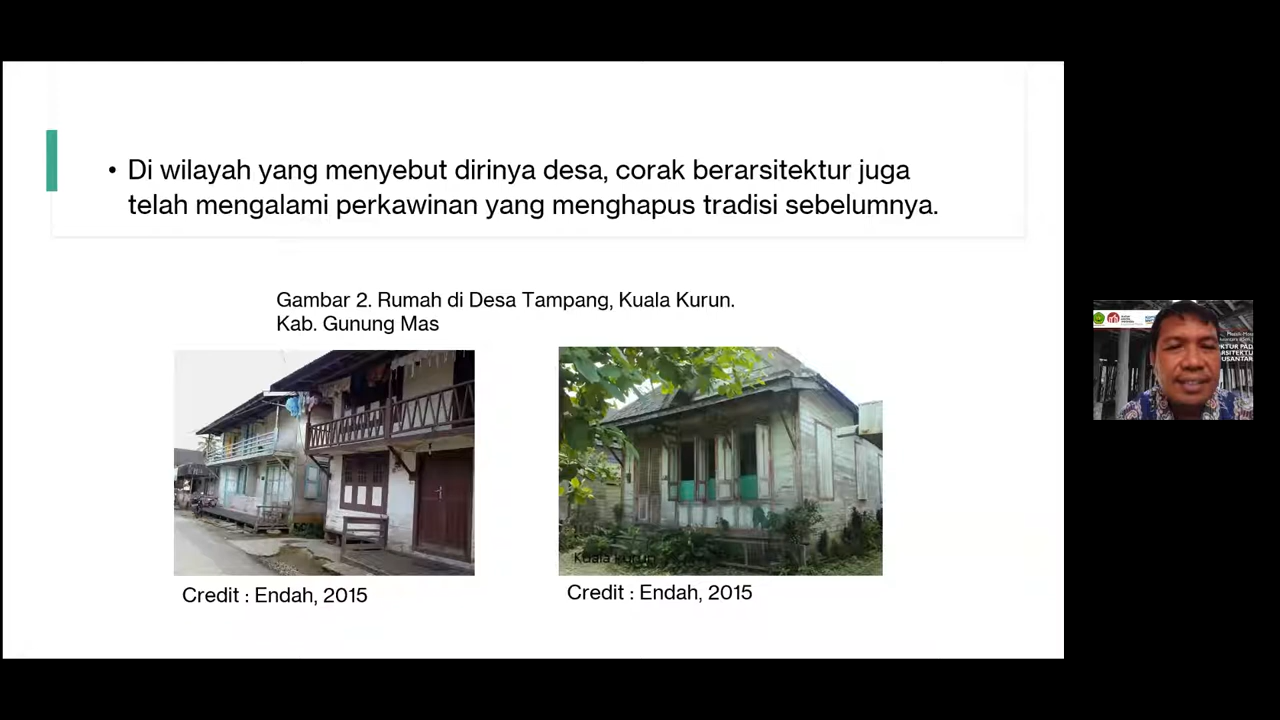 • Di wilayah yang menyebut dirinya desa, corak berarsitektur juga
telah mengalami perkawinan yang menghapus tradisi sebelumnya.
Gambar 2. Rumah di Desa Tampang, Kuala Kurun.
Kab. Gunung Mas
Kuala kurun
Credit : Endah, 2015
Credit : Endah, 2015